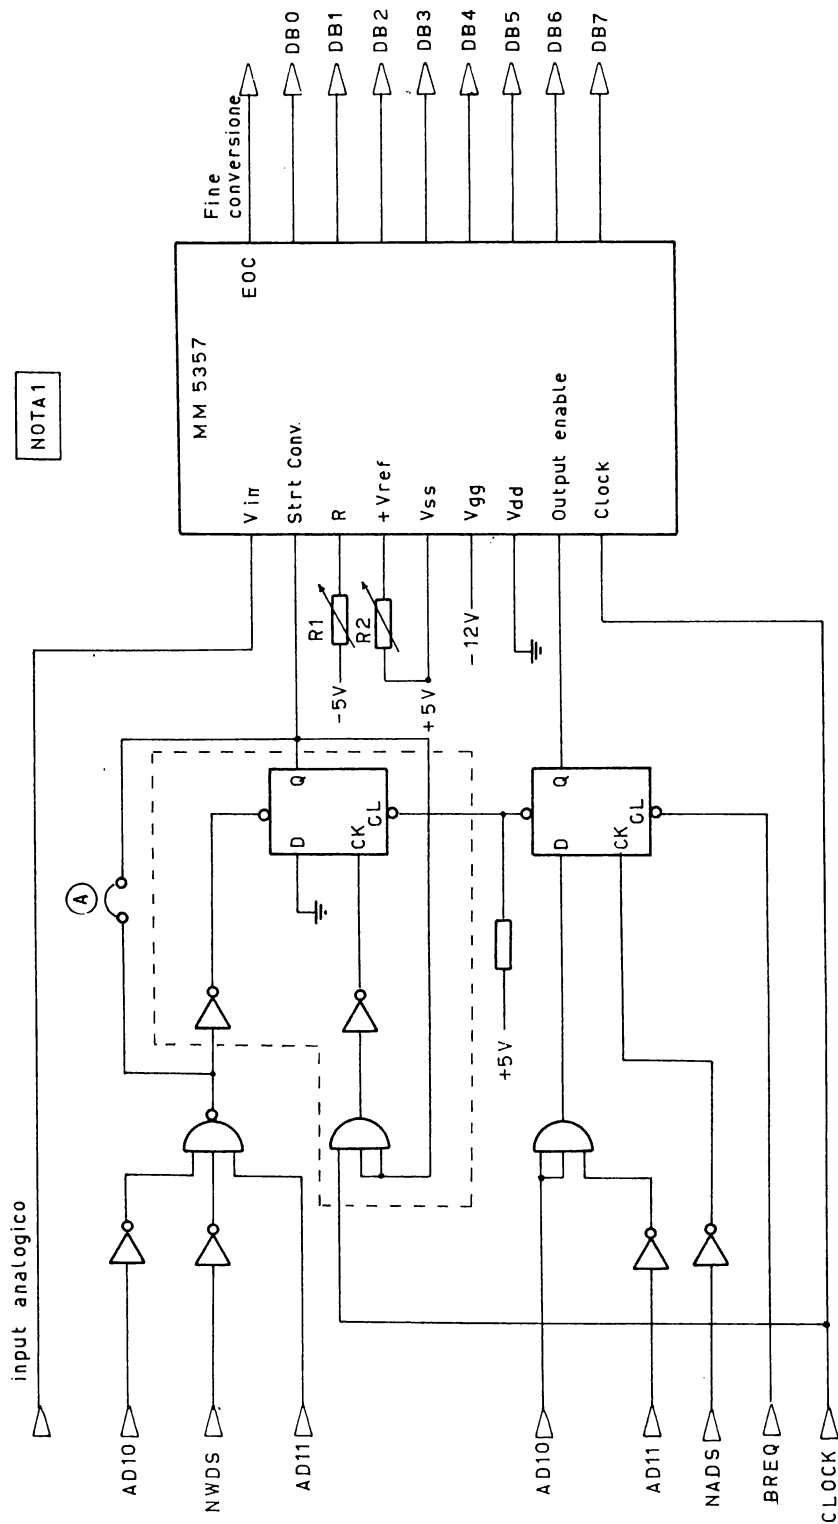 NOTA1
input analogico
AD10
NWDS
AD11
AD10
AD11
NADS
BREQ
CLOCK
A
D
Q
CK
CL
+5V
D
Q
CK
CL
R1
-5V
R2
+5V
-12V
MM 5357
Vin
Strt Conv.
R
+Vref
Vss
Vgg
Vdd
Output enable
Clock
EOC
Fine
conversione
DB0
DB1
DB2
DB3
DB4
DB5
DB6
DB7